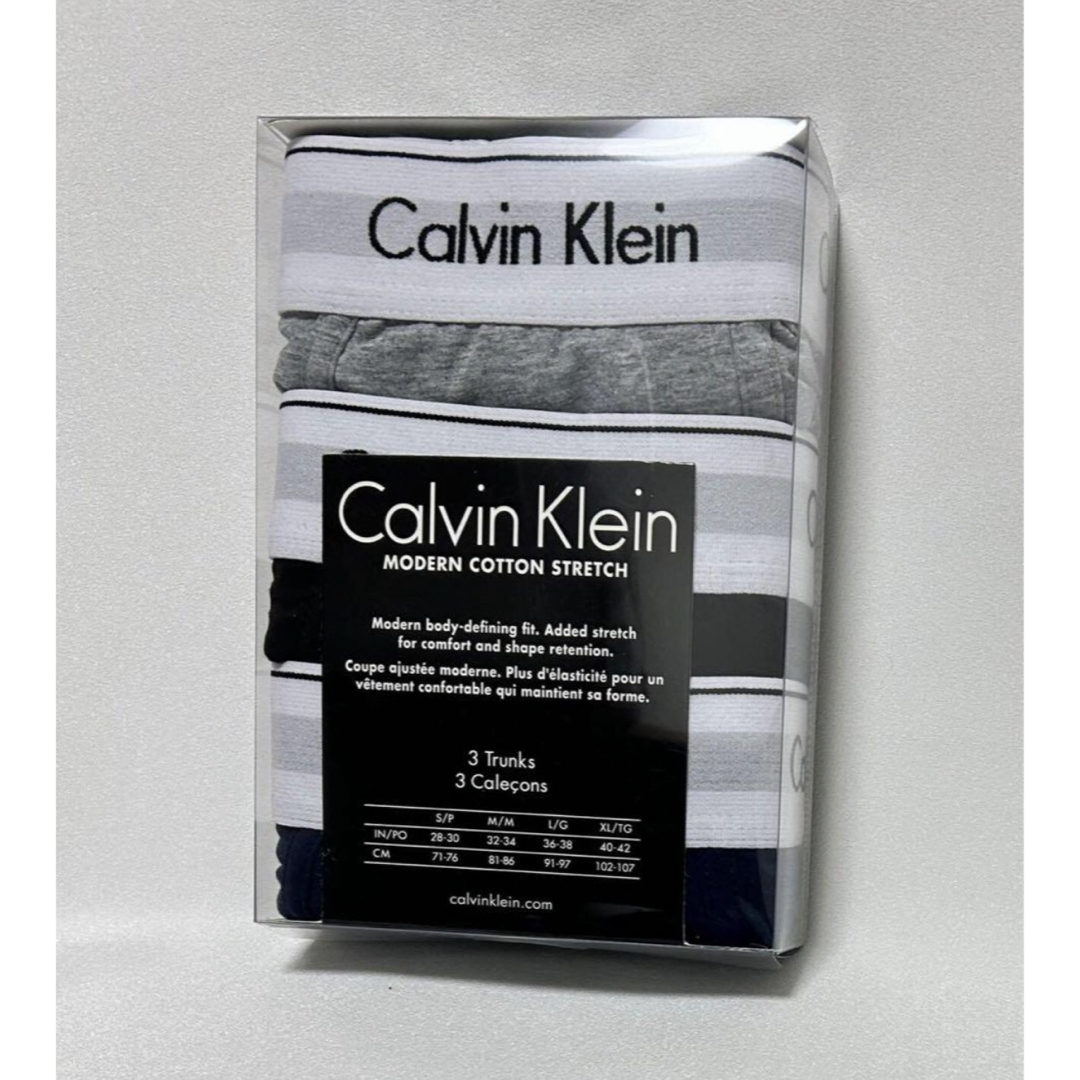 Calvin Klein
Calvin Klein
MODERN COTTON STRETCH
Modern body-defining fit. Added stretch
for comfort and shape retention.
Coupe ajustée moderne. Plus d'élasticité pour un
vêtement confortable qui maintient sa forme.
3 Trunks
3 Caleçons
S/P M/M L/G XL/TG
IN/PO 28-30 32-34 36-38 40-42
CM 71-76 81-86 91-97 102-107
calvinklein.com